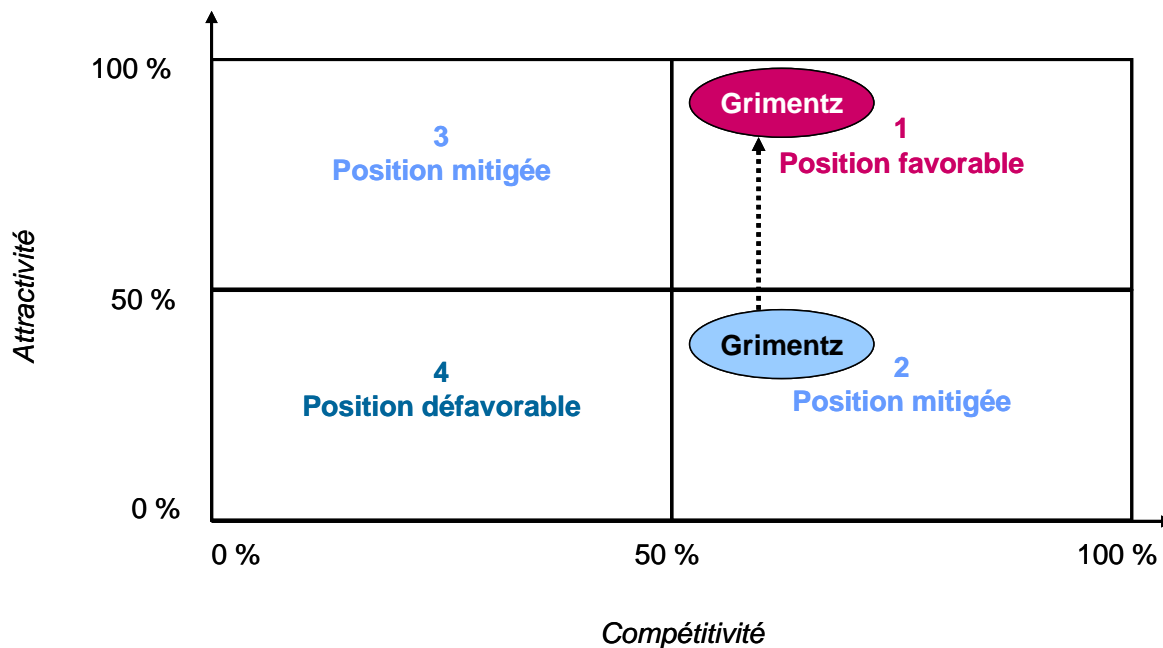 100 %
Grimentz
1
Position favorable
3
Position mitigée
Attractivité
50 %
Grimentz
2
Position mitigée
4
Position défavorable
0 %
0 %
50 %
100 %
Compétitivité